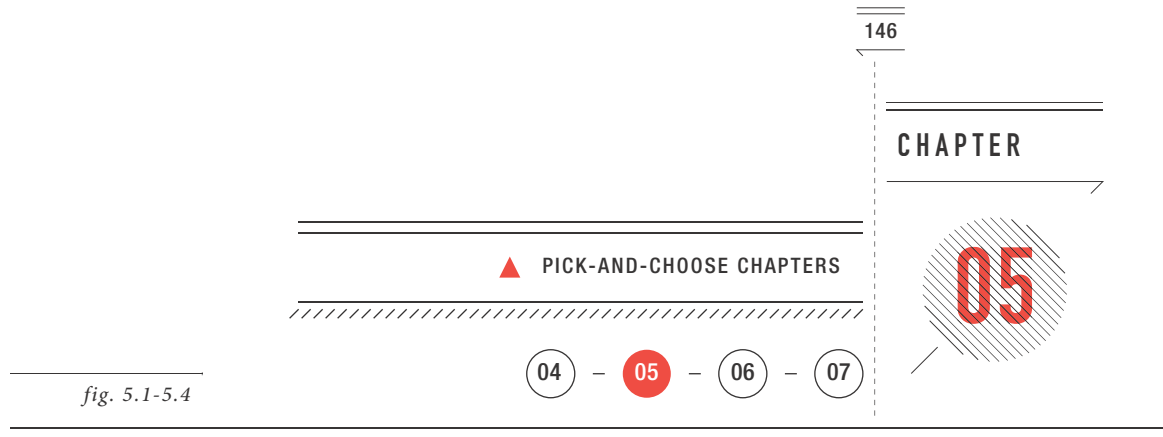 146
CHAPTER
05
PICK-AND-CHOOSE CHAPTERS
04 – 05 – 06 – 07
fig. 5.1-5.4